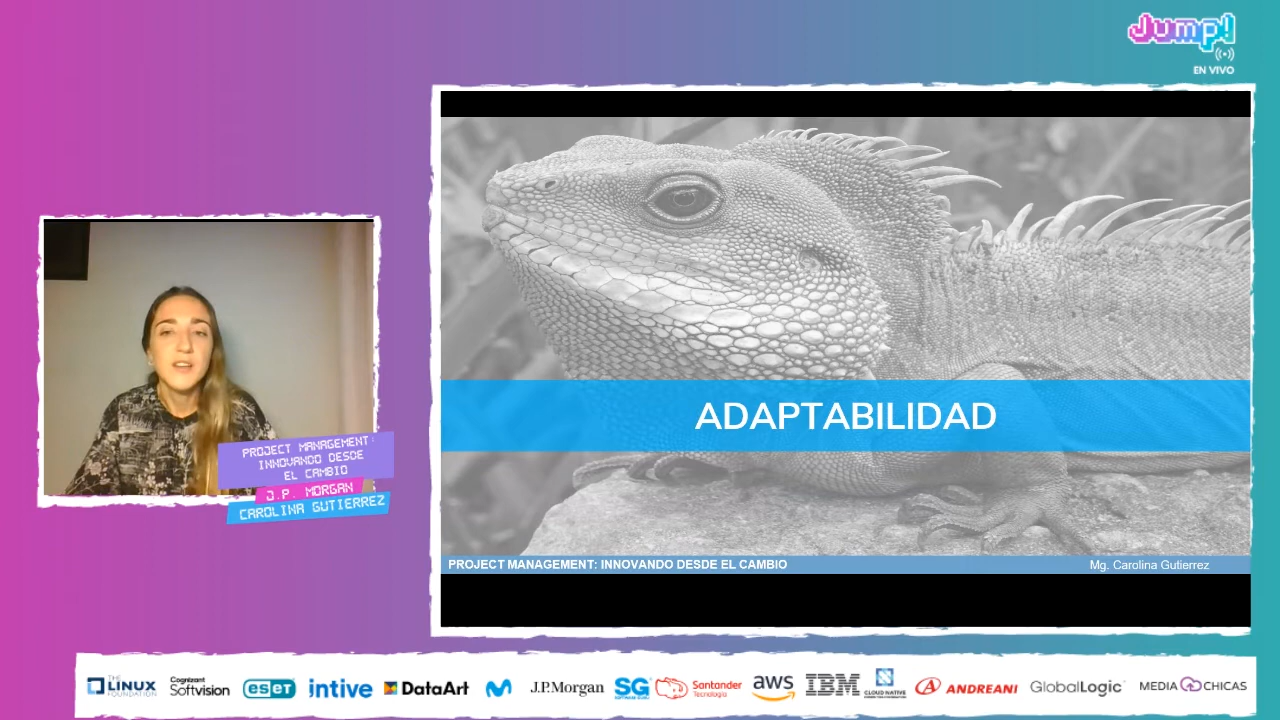 Jump!
EN VIVO
ADAPTABILIDAD
PROJECT MANAGEMENT:
INNOVANDO DESDE
EL CAMBIO
J.P. MORGAN
CAROLINA GUTIERREZ
PROJECT MANAGEMENT: INNOVANDO DESDE EL CAMBIO
Mg. Carolina Gutierrez
THE LINUX FOUNDATION
Cognizant Softvision
eset
intive
DataArt
J.P.Morgan
SG
Santander Tecnología
aws
IBM
CLOUD NATIVE
ANDREANI
GlobalLogic
MEDIA CHICAS